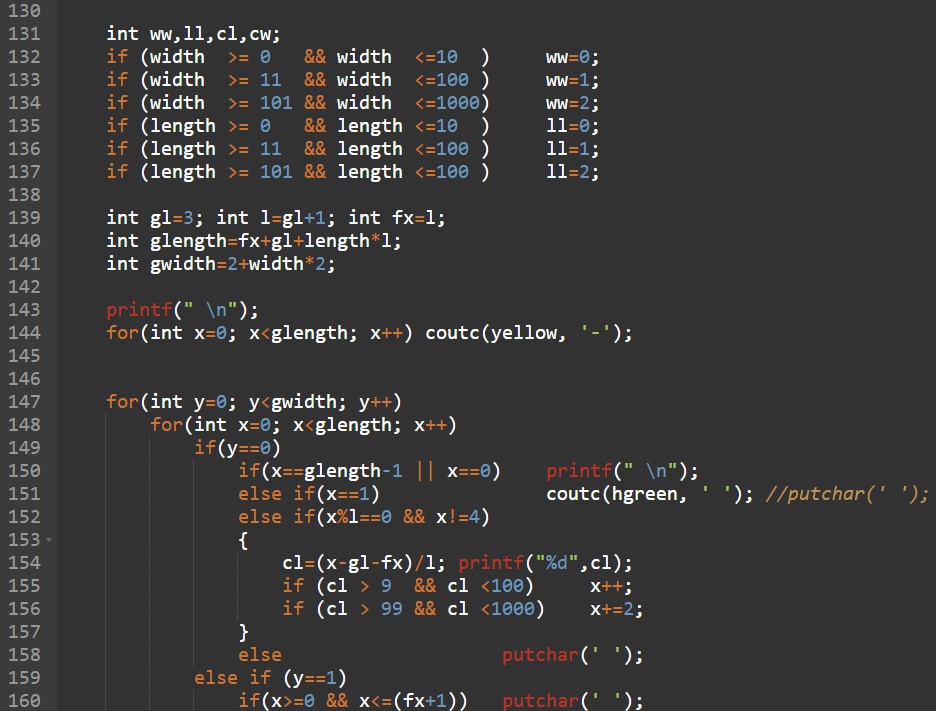 130
131 int ww,ll,cl,cw;
132 if (width  >= 0   && width  <=10  )     ww=0;
133 if (width  >= 11  && width  <=100 )     ww=1;
134 if (width  >= 101 && width  <=1000)     ww=2;
135 if (length >= 0   && length <=10  )     ll=0;
136 if (length >= 11  && length <=100 )     ll=1;
137 if (length >= 101 && length <=100 )     ll=2;
138
139 int gl=3; int l=gl+1; int fx=l;
140 int glength=fx+gl+length*l;
141 int gwidth=2+width*2;
142
143 printf(" \n");
144 for(int x=0; x<glength; x++) coutc(yellow, '-');
145
146
147 for(int y=0; y<gwidth; y++)
148     for(int x=0; x<glength; x++)
149         if(y==0)
150             if(x==glength-1 || x==0)    printf(" \n");
151             else if(x==1)               coutc(hgreen, ' '); //putchar(' ');
152             else if(x%l==0 && x!=4)
153             {
154                 cl=(x-gl-fx)/l; printf("%d",cl);
155                 if (cl > 9  && cl <100)     x++;
156                 if (cl > 99 && cl <1000)    x+=2;
157             }
158             else                    putchar(' ');
159         else if (y==1)
160             if(x>=0 && x<=(fx+1))   putchar(' ');